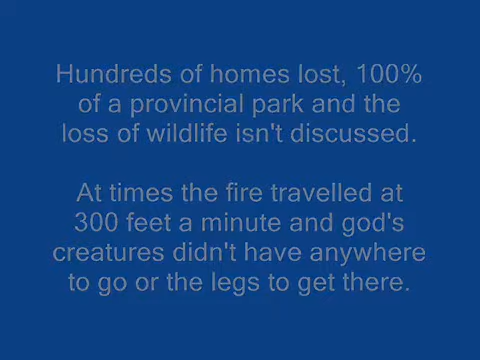 Hundreds of homes lost, 100%
of a provincial park and the
loss of wildlife isn't discussed.
At times the fire travelled at
300 feet a minute and god's
creatures didn't have anywhere
to go or the legs to get there.